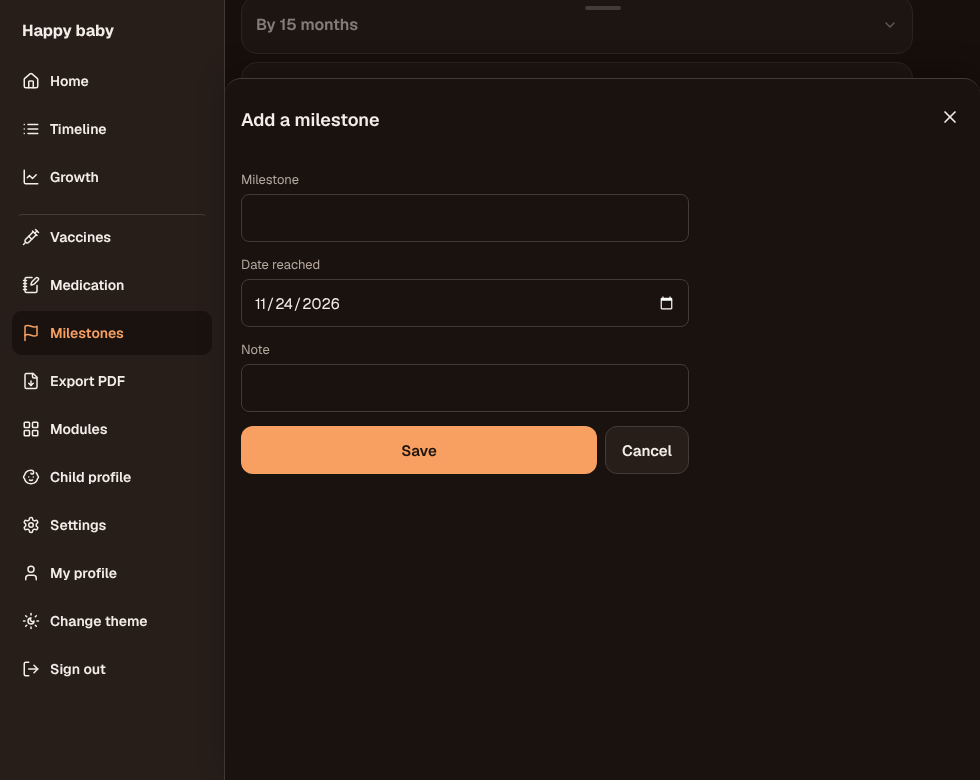 Happy baby
Home
Timeline
Growth
Vaccines
Medication
Milestones
Export PDF
Modules
Child profile
Settings
My profile
Change theme
Sign out
By 15 months
Add a milestone
Milestone
Date reached
11/24/2026
Note
Save
Cancel